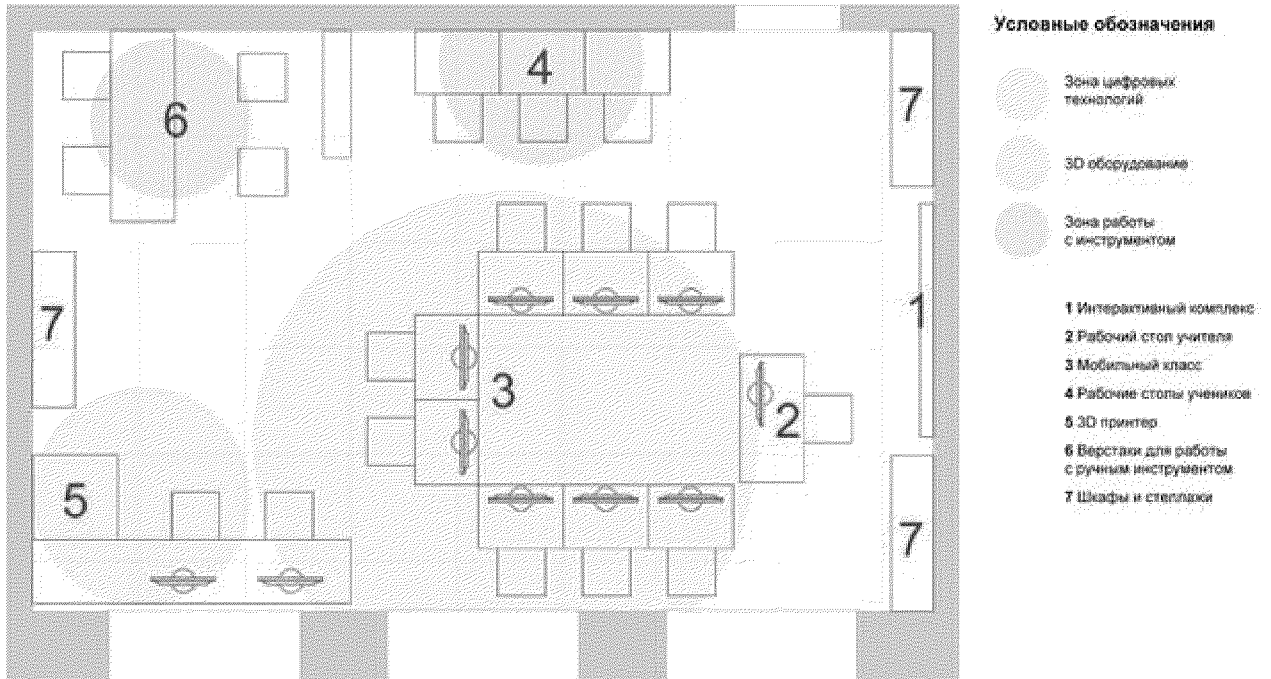 Условные обозначения
6
4
7
Зона цифровых
технологий
3D оборудование
Зона работы
с инструментом
7
1
3
2
5
7
1 Интерактивный комплекс
2 Рабочий стол учителя
3 Мобильный класс
4 Рабочие столы учеников
5 3D принтер
6 Верстаки для работы
с ручным инструментом
7 Шкафы и стеллажи